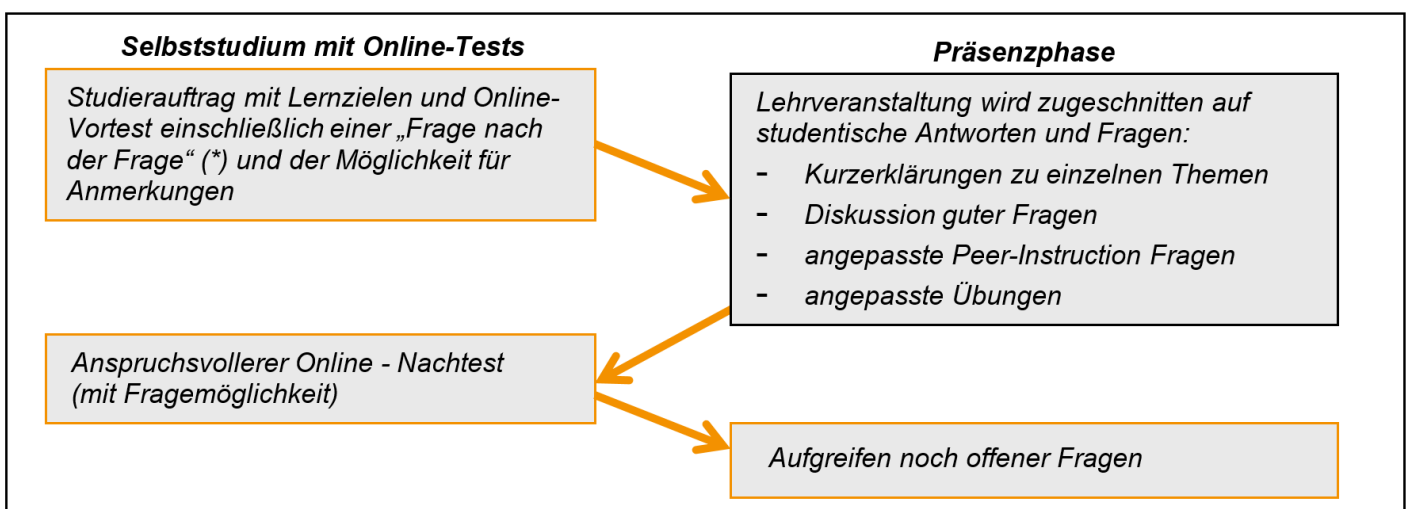 Selbststudium mit Online-Tests
Studierauftrag mit Lernzielen und Online-
Vortest einschließlich einer „Frage nach
der Frage“ (*) und der Möglichkeit für
Anmerkungen
Präsenzphase
Lehrveranstaltung wird zugeschnitten auf
studentische Antworten und Fragen:
- Kurzerklärungen zu einzelnen Themen
- Diskussion guter Fragen
- angepasste Peer-Instruction Fragen
- angepasste Übungen
Anspruchsvollerer Online - Nachtest
(mit Fragemöglichkeit)
Aufgreifen noch offener Fragen